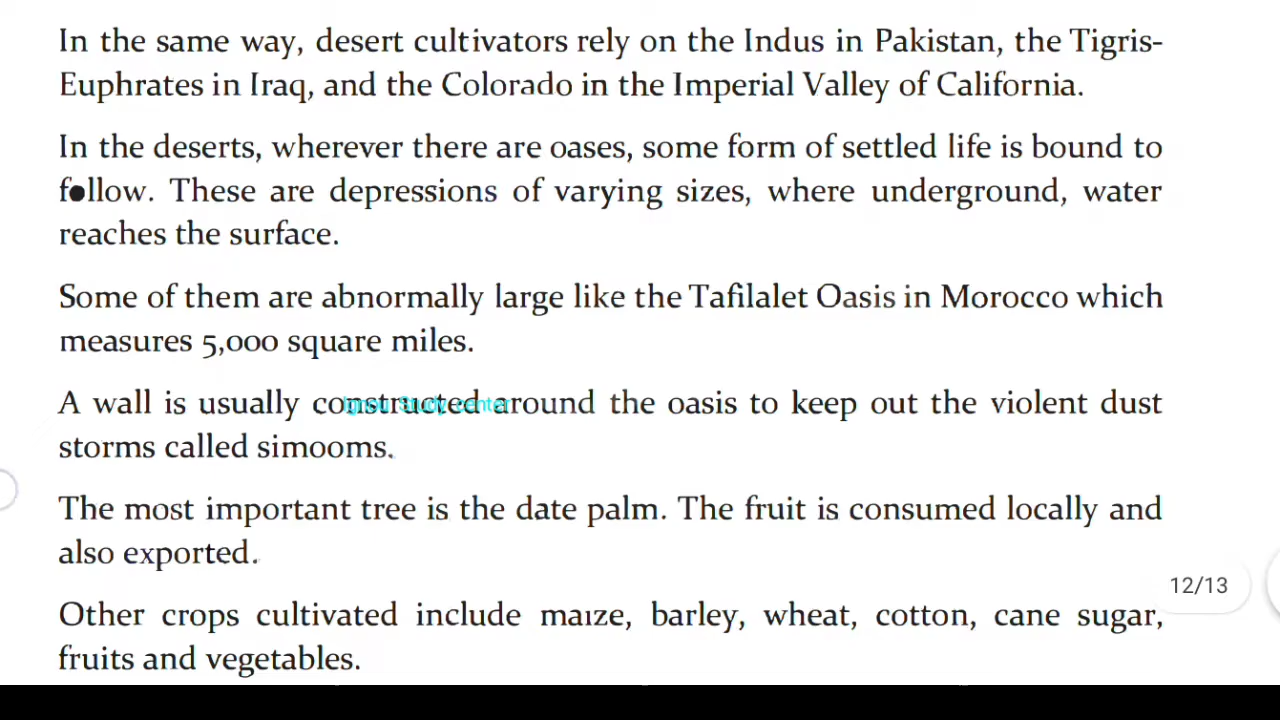 In the same way, desert cultivators rely on the Indus in Pakistan, the Tigris-
Euphrates in Iraq, and the Colorado in the Imperial Valley of California.
In the deserts, wherever there are oases, some form of settled life is bound to
follow. These are depressions of varying sizes, where underground, water
reaches the surface.
Some of them are abnormally large like the Tafilalet Oasis in Morocco which
measures 5,000 square miles.
A wall is usually constructed around the oasis to keep out the violent dust
Ignou Study center
storms called simooms.
The most important tree is the date palm. The fruit is consumed locally and
also exported.
12/13
Other crops cultivated include maize, barley, wheat, cotton, cane sugar,
fruits and vegetables.